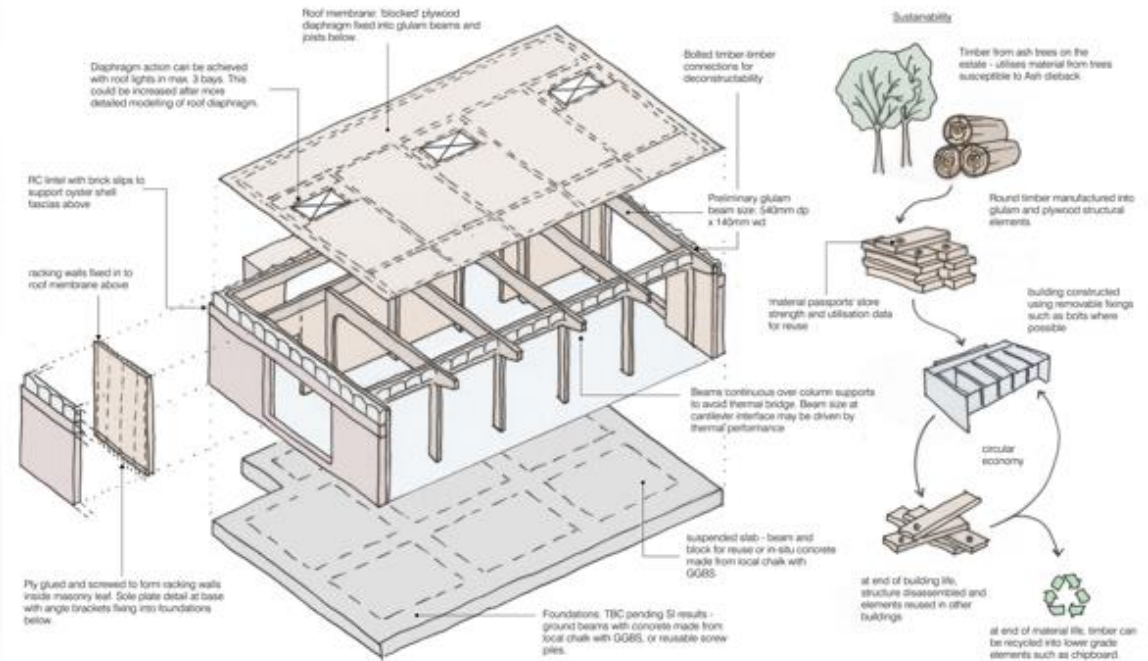 Roof membrane: 'blocked' plywood
diaphragm fixed into glulam beams and
joists below.
Diaphragm action can be achieved
with roof lights in max. 3 bays. This
could be increased after more
detailed modelling of roof diaphragm.
Bolted timber-timber
connections for
deconstructability
RC lintel with brick slips to
support oyster shell
fascias above
Preliminary glulam
beam size: 540mm dp
x 140mm wd
racking walls fixed in to
roof membrane above
Beams continuous over column supports
to avoid thermal bridge. Beam size at
cantilever interface may be driven by
thermal performance
suspended slab - beam and
block for reuse or in-situ concrete
made from local chalk with
GGBS
Ply glued and screwed to form racking walls
inside masonry leaf. Sole plate detail at base
with angle brackets fixing into foundations
below.
Foundations: TBC pending SI results -
ground beams with concrete made from
local chalk with GGBS, or reusable screw
piles.
Sustainability
Timber from ash trees on the
estate - utilises material from trees
susceptible to Ash dieback
Round timber manufactured into
glulam and plywood structural
elements.
'material passports' store
strength and utilisation data
for reuse
building constructed
using removable fixings
such as bolts where
possible
circular
economy
at end of building life,
structure disassembled and
elements reused in other
buildings
at end of material life, timber can
be recycled into lower grade
elements such as chipboard.